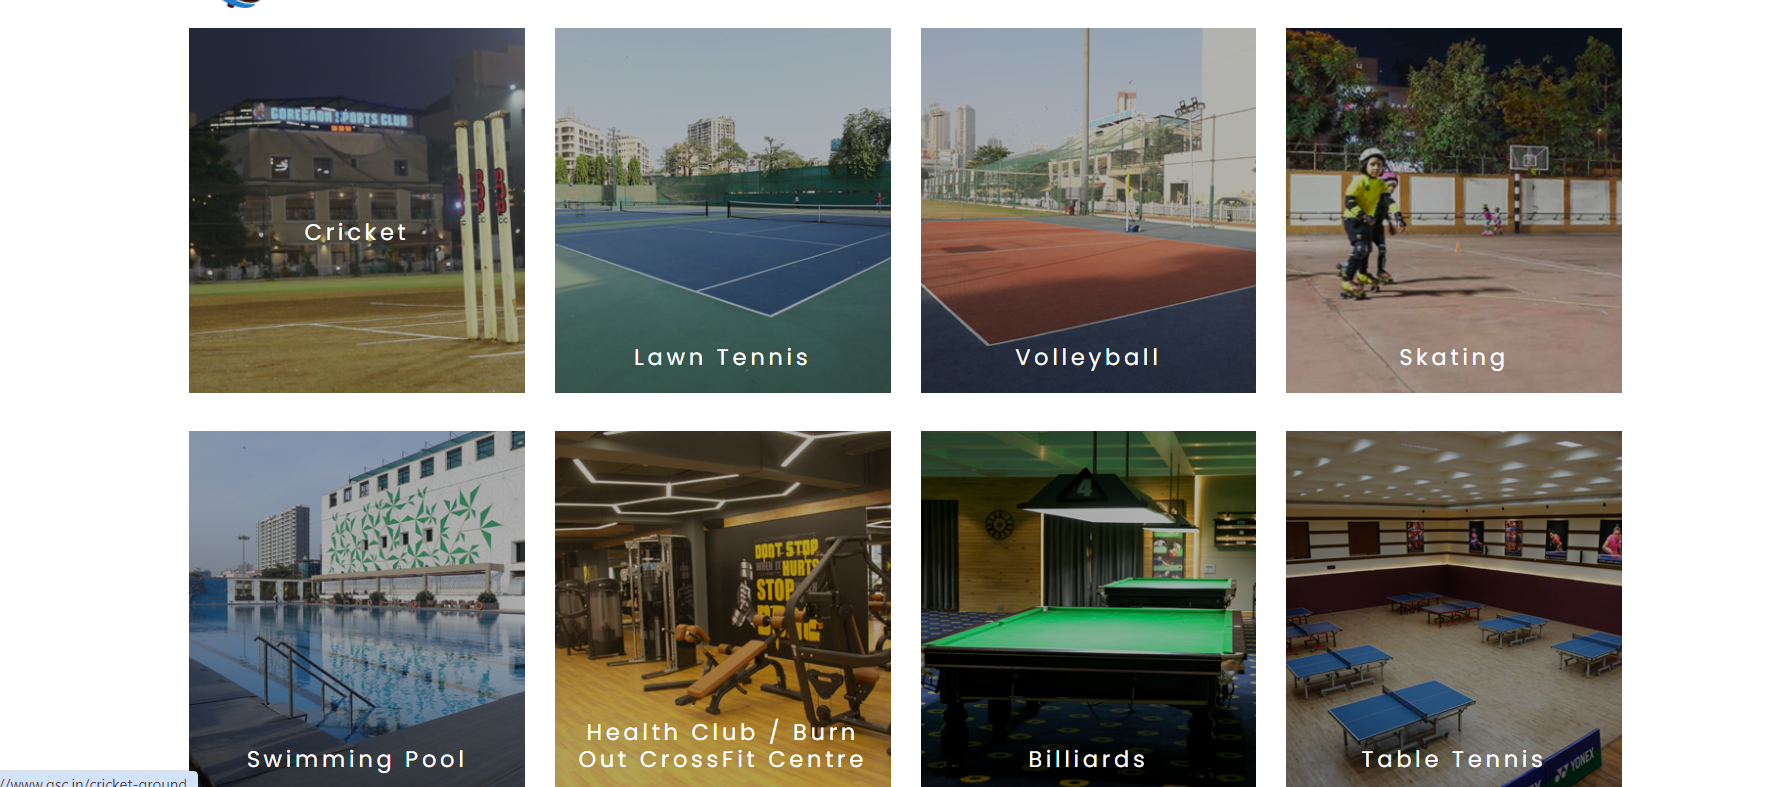 GOREGAON SPORTS CLUB
Cricket
Lawn Tennis
Volleyball
Skating
DON'T STOP
WHEN IT HURTS
STOP
4
Swimming Pool
Health Club / Burn
Out CrossFit Centre
Billiards
Table Tennis
YONEX
//www.gsc.in/cricket-ground